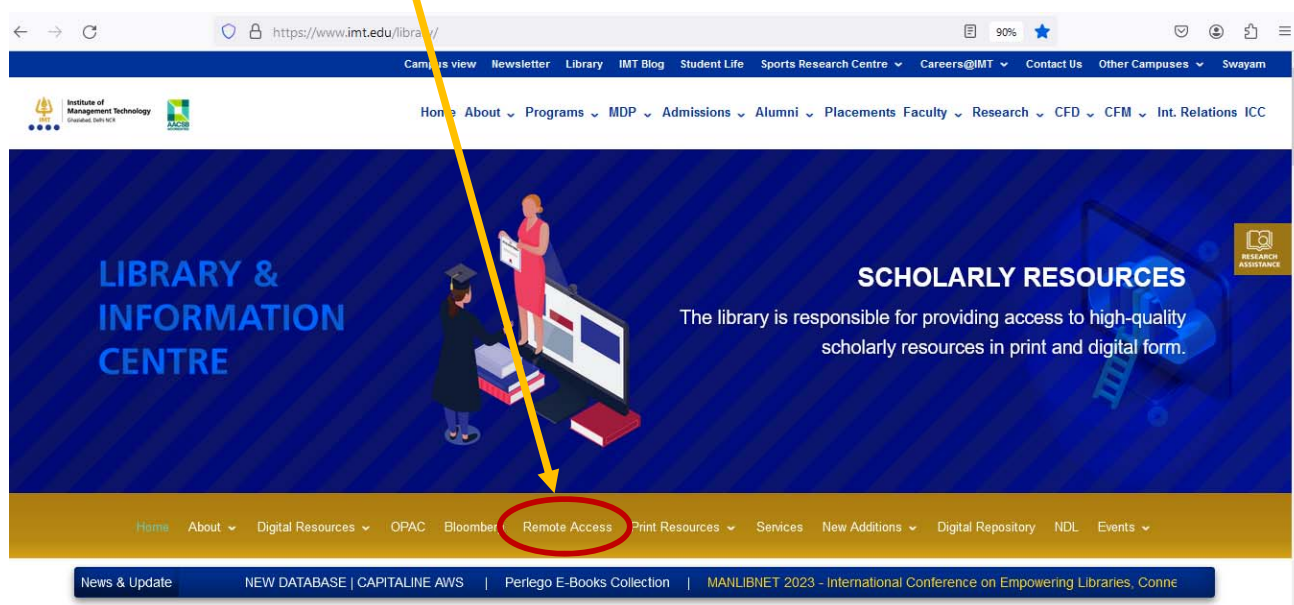 https://www.imt.edu/library/
90%
Campus view Newsletter Library IMT Blog Student Life Sports Research Centre Careers@IMT Contact Us Other Campuses Swayam
Institute of
Management Technology
Ghaziabad, Delhi NCR
IMT
AACSB
Home About Programs MDP Admissions Alumni Placements Faculty Research CFD CFM Int. Relations ICC
LIBRARY &
INFORMATION
CENTRE
SCHOLARLY RESOURCES
The library is responsible for providing access to high-quality
scholarly resources in print and digital form.
RESEARCH
ASSISTANCE
Home About Digital Resources OPAC Bloomber Remote Access Print Resources Services New Additions Digital Repository NDL Events
News & Update NEW DATABASE | CAPITALINE AWS | Perlego E-Books Collection | MANLIBNET 2023 - International Conference on Empowering Libraries, Conne